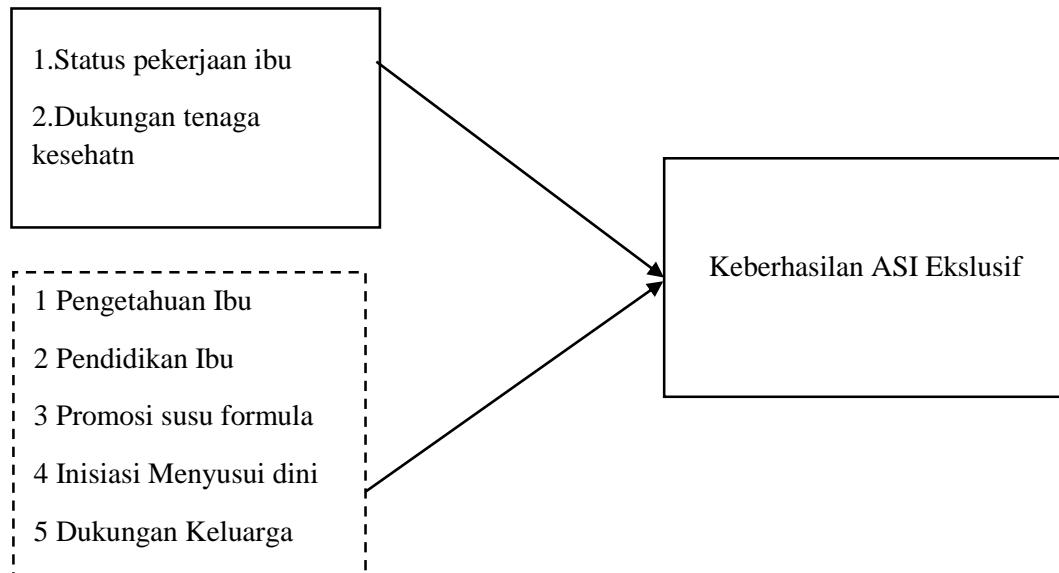 1.Status pekerjaan ibu
2.Dukungan tenaga
kesehatn
Keberhasilan ASI Ekslusif
1 Pengetahuan Ibu
2 Pendidikan Ibu
3 Promosi susu formula
4 Inisiasi Menyusui dini
5 Dukungan Keluarga